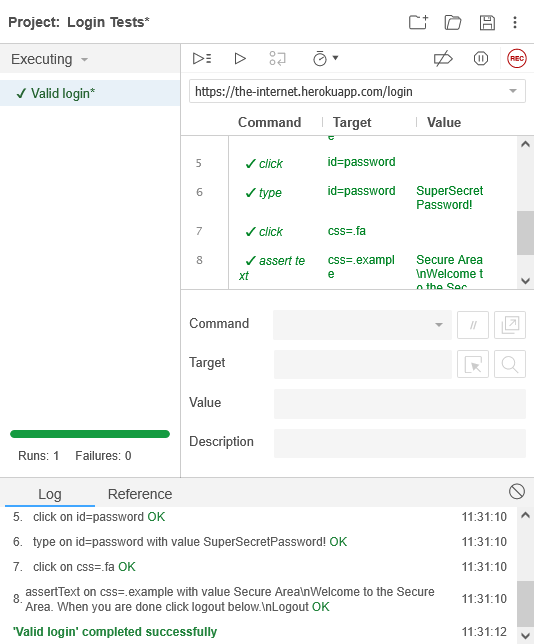 Project: Login Tests*
Executing
REC
✓ Valid login*
https://the-internet.herokuapp.com/login
Command Target Value
e
5 ✓ click id=password
6 ✓ type id=password SuperSecret
Password!
7 ✓ click css=.fa
8 ✓ assert te css=.exampl Secure Area
xt e \nWelcome t
o the Sec
Command //
Target
Value
Description
Runs: 1 Failures: 0
Log Reference
5. click on id=password OK 11:31:10
6. type on id=password with value SuperSecretPassword! OK 11:31:10
7. click on css=.fa OK 11:31:10
8. assertText on css=.example with value Secure Area\nWelcome to the Secure
Area. When you are done click logout below.\nLogout OK 11:31:10
'Valid login' completed successfully 11:31:12